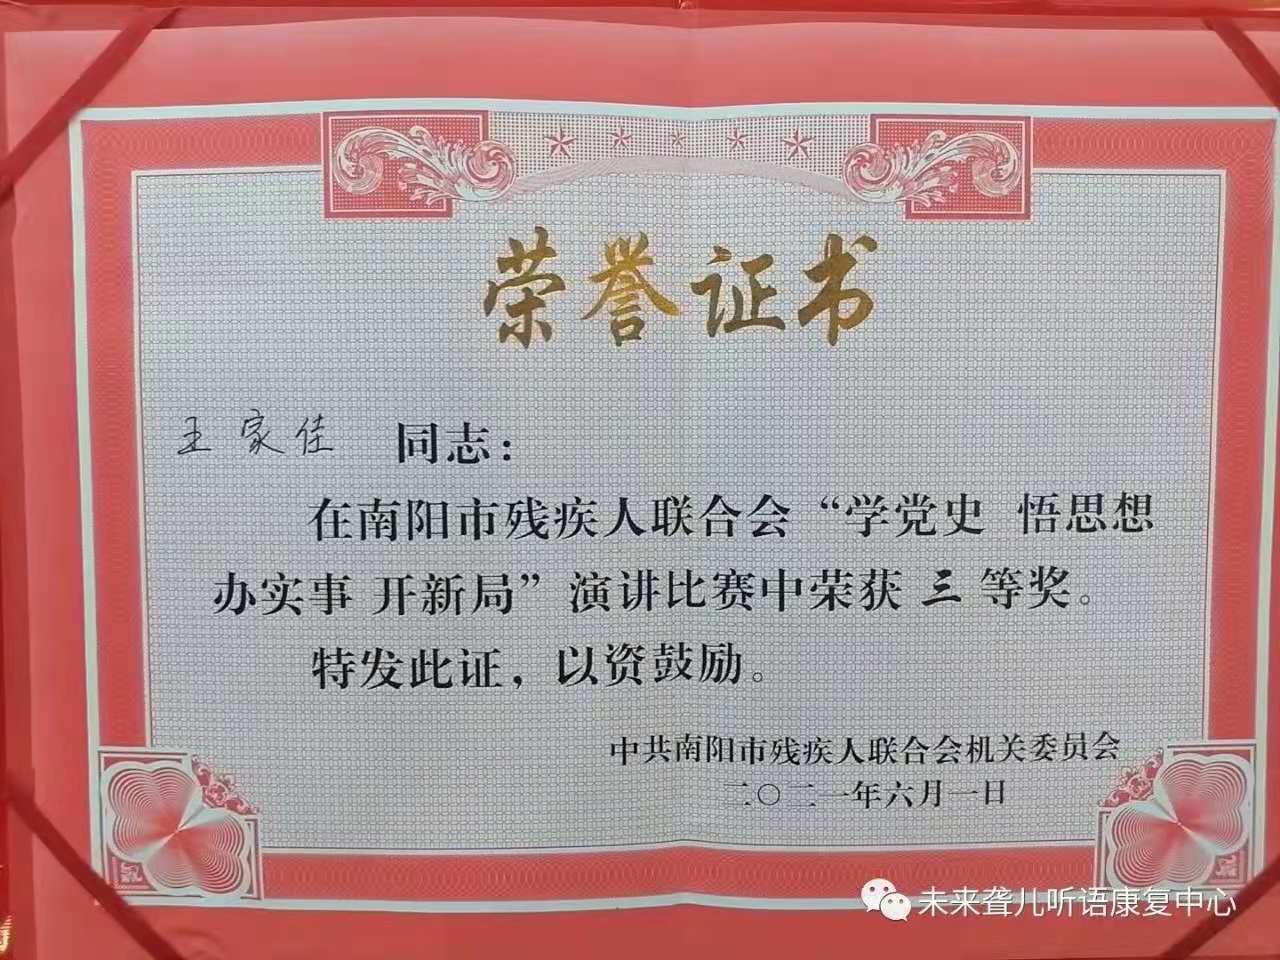 荣誉证书
王家佳 同志：
在南阳市残疾人联合会“学党史 悟思想
办实事 开新局”演讲比赛中荣获 三 等奖。
特发此证，以资鼓励。
中共南阳市残疾人联合会机关委员会
二〇二一年六月一日
未来聋儿听语康复中心